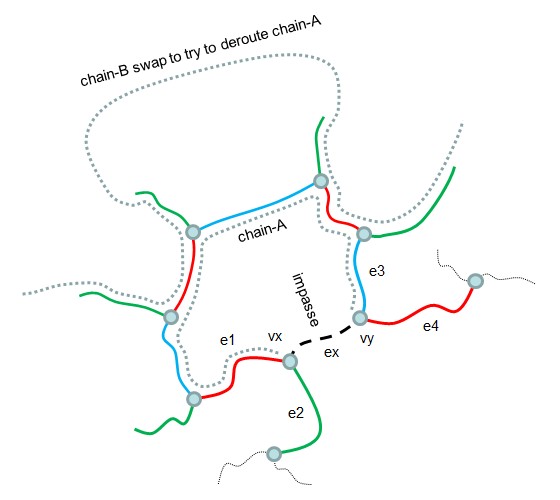 chain-B swap to try to deroute chain-A
chain-A
impasse
e3
e1
vx
vy
ex
e4
e2